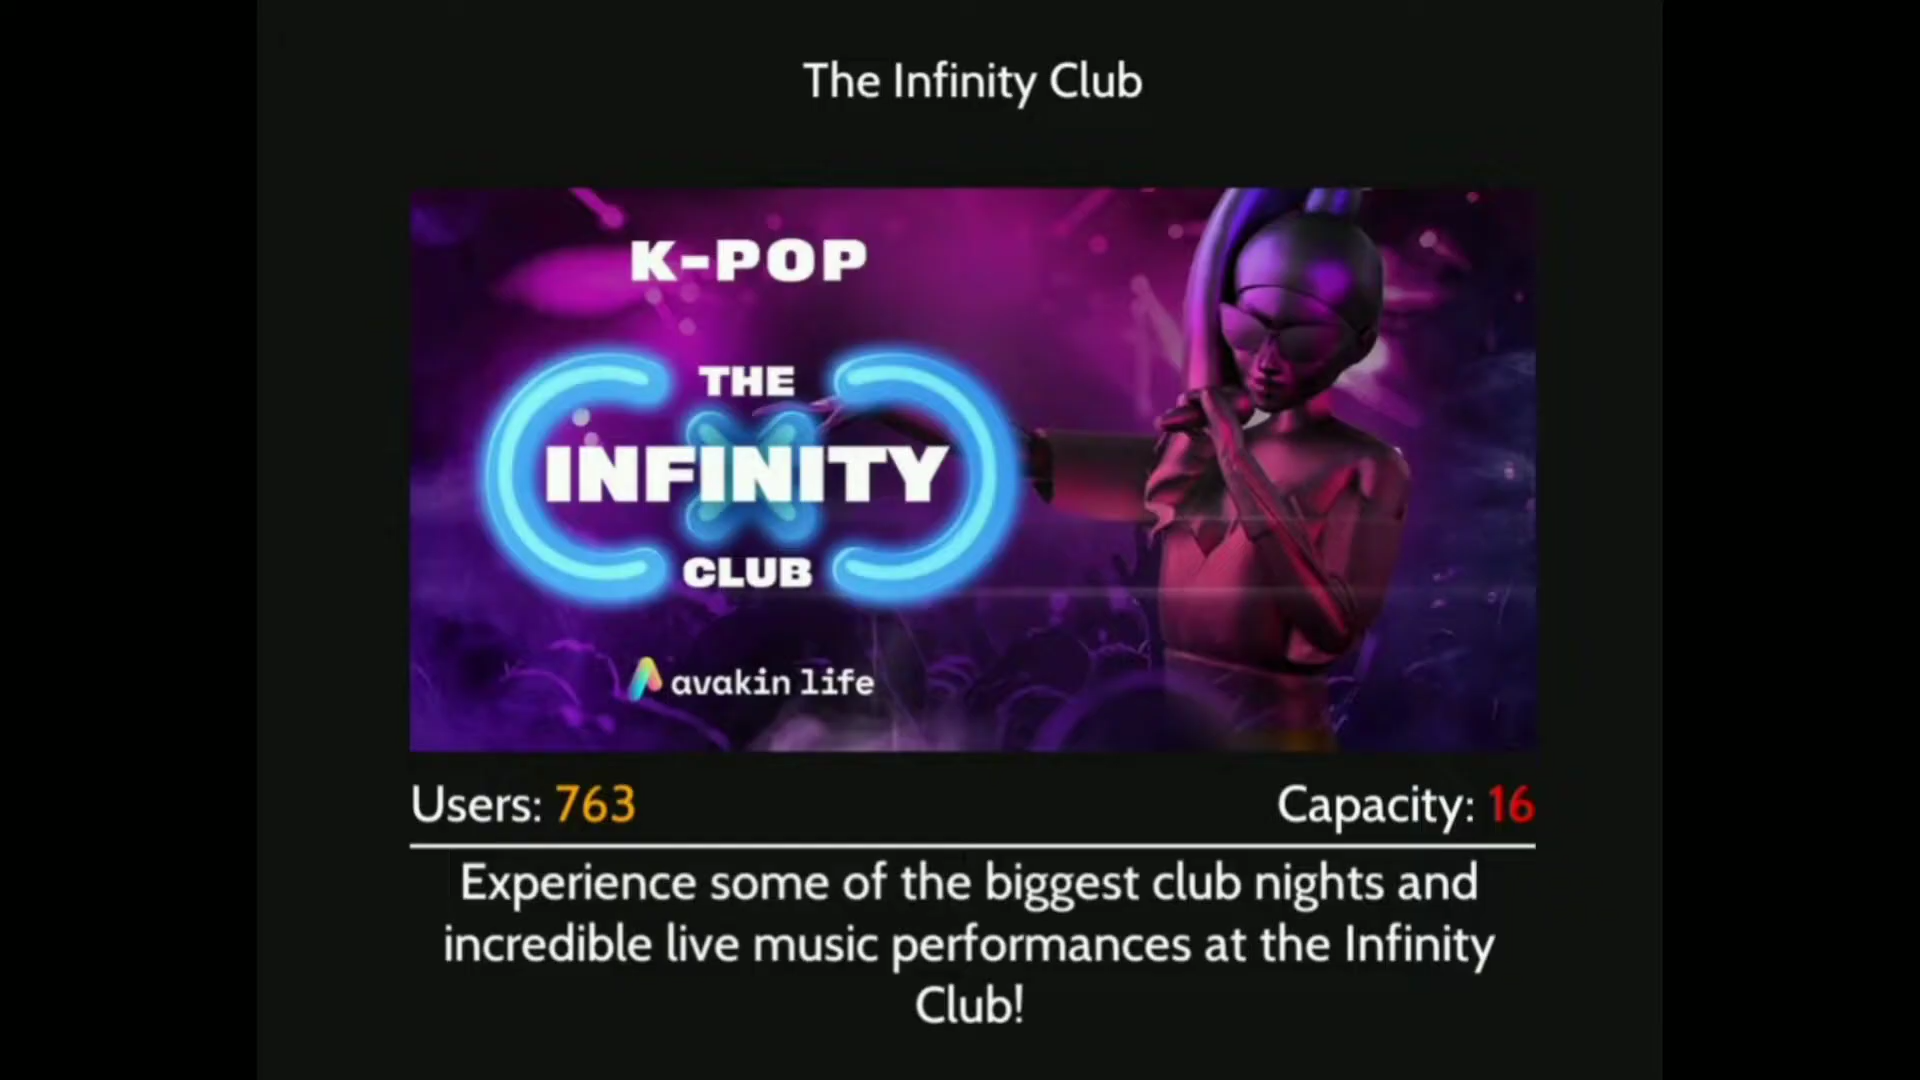 The Infinity Club
K-POP
THE
INFINITY
CLUB
avakin life
Users: 763 Capacity: 16
Experience some of the biggest club nights and
incredible live music performances at the Infinity
Club!